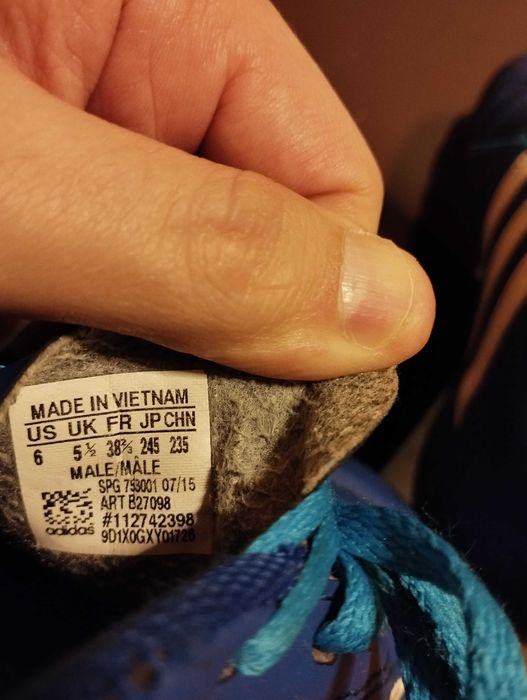 MADE IN VIETNAM
US UK FR JP CHN
6 5½ 38⅔ 245 235
MALE/MÂLE
SPG 753001 07/15
ART B27098
#112742398
adidas 9D1X0GXY01726